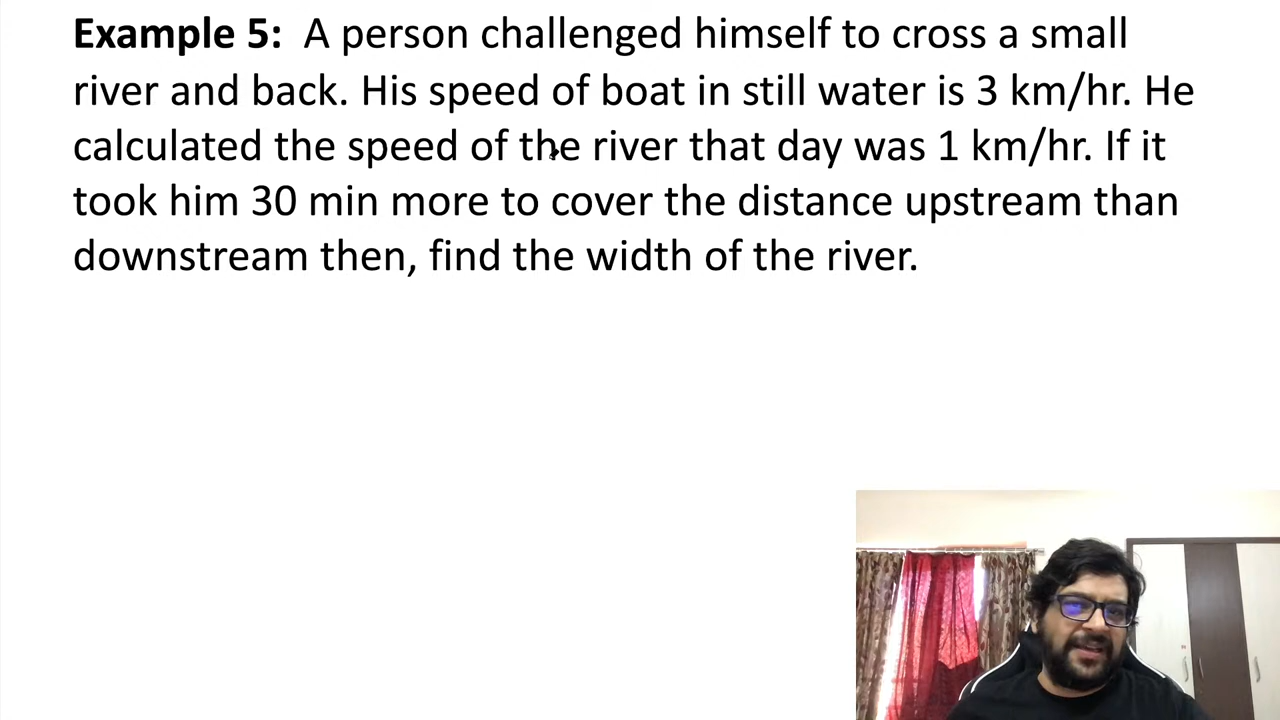 Example 5: A person challenged himself to cross a small
river and back. His speed of boat in still water is 3 km/hr. He
calculated the speed of the river that day was 1 km/hr. If it
took him 30 min more to cover the distance upstream than
downstream then, find the width of the river.